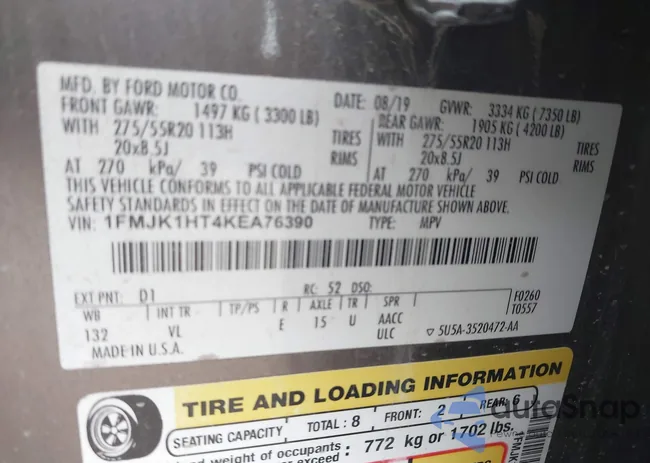 MFD. BY FORD MOTOR CO.
DATE: 08/19 GVWR: 3334 KG ( 7350 LB)
FRONT GAWR: 1497 KG ( 3300 LB) REAR GAWR: 1905 KG ( 4200 LB)
WITH 275/55R20 113H TIRES WITH 275/55R20 113H TIRES
20x8.5J RIMS 20x8.5J RIMS
AT 270 kPa/ 39 PSI COLD AT 270 kPa/ 39 PSI COLD
THIS VEHICLE CONFORMS TO ALL APPLICABLE FEDERAL MOTOR VEHICLE
SAFETY STANDARDS IN EFFECT ON THE DATE OF MANUFACTURE SHOWN ABOVE.
VIN: 1FMJK1HT4KEA76390 TYPE: MPV
EXT PNT: D1 RC: 52 DSO: F0260
WB INT TR TP/PS R AXLE TR SPR T0557
132 VL E 15 U AACC
ULC 5U5A-3520472-AA
MADE IN U.S.A.
TIRE AND LOADING INFORMATION
SEATING CAPACITY TOTAL: 8 FRONT: 2 REAR: 6
weight of occupants
exceed : 772 kg or 1702 lbs.
autoSnap